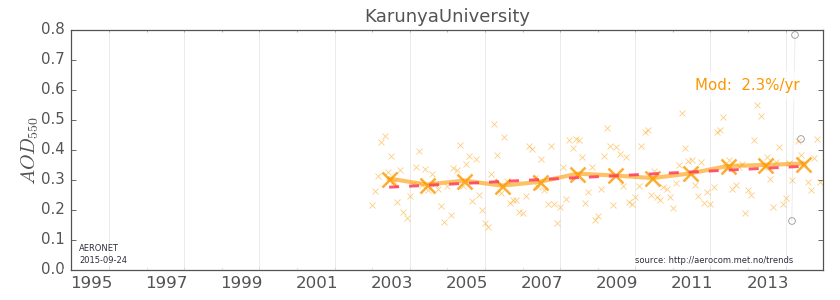 KarunyaUniversity
0.8
0.7
0.6
0.5
0.4
0.3
0.2
0.1
0.0
AOD550
Mod: 2.3%/yr
AERONET
2015-09-24
source: http://aerocom.met.no/trends
1995 1997 1999 2001 2003 2005 2007 2009 2011 2013